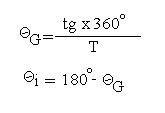 ΘG = tg x 360° / T
Θi = 180° - ΘG